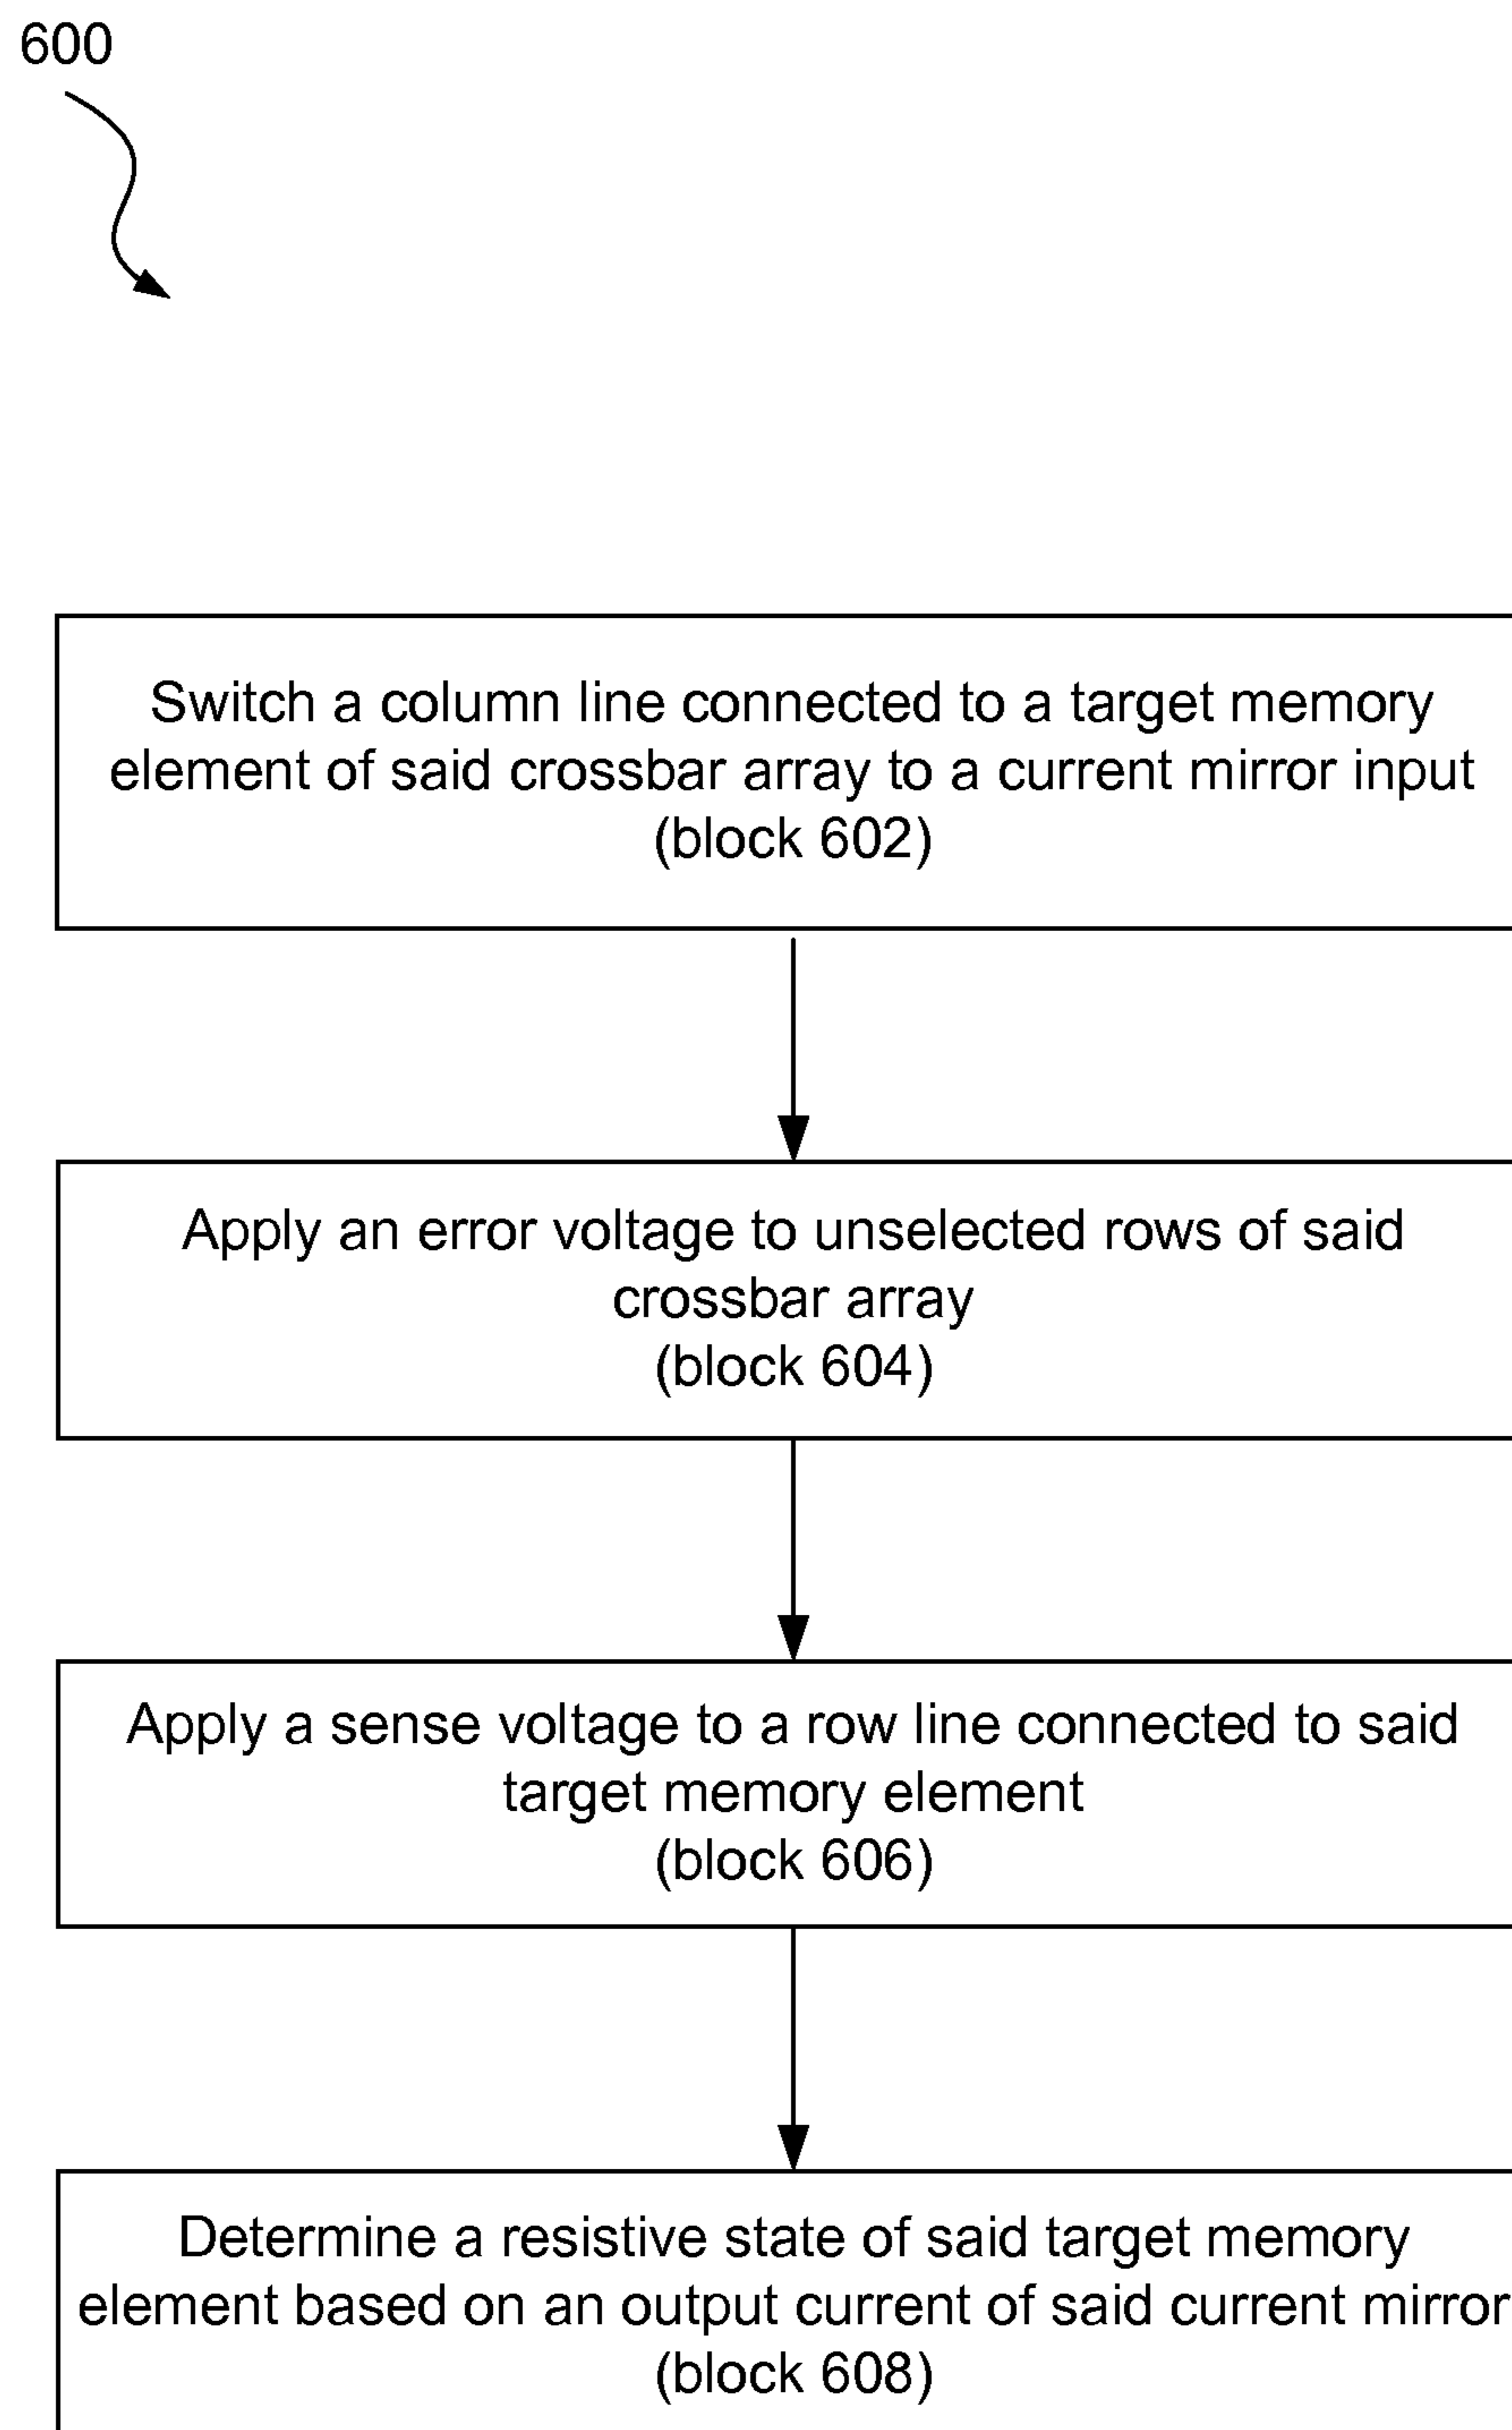 600
Switch a column line connected to a target memory
element of said crossbar array to a current mirror input
(block 602)
Apply an error voltage to unselected rows of said
crossbar array
(block 604)
Apply a sense voltage to a row line connected to said
target memory element
(block 606)
Determine a resistive state of said target memory
element based on an output current of said current mirror
(block 608)